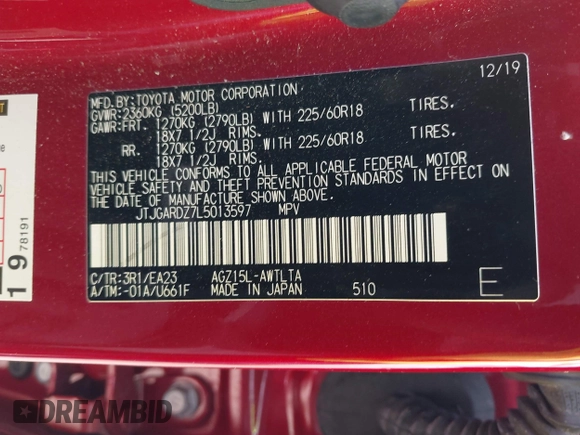 12/19
MFD.BY:TOYOTA MOTOR CORPORATION
GVWR:2360KG (5200LB)
GAWR:FRT. 1270KG (2790LB) WITH 225/60R18 TIRES.
18X7 1/2J RIMS.
RR. 1270KG (2790LB) WITH 225/60R18 TIRES.
18X7 1/2J RIMS.
THIS VEHICLE CONFORMS TO ALL APPLICABLE FEDERAL MOTOR
VEHICLE SAFETY AND THEFT PREVENTION STANDARDS IN EFFECT ON
THE DATE OF MANUFACTURE SHOWN ABOVE.
JTJGARDZ7L5013597 MPV
C/TR:3R1/EA23 AGZ15L-AWTLTA
A/TM:-01A/U661F MADE IN JAPAN 510 E
19 78191
DREAMBID